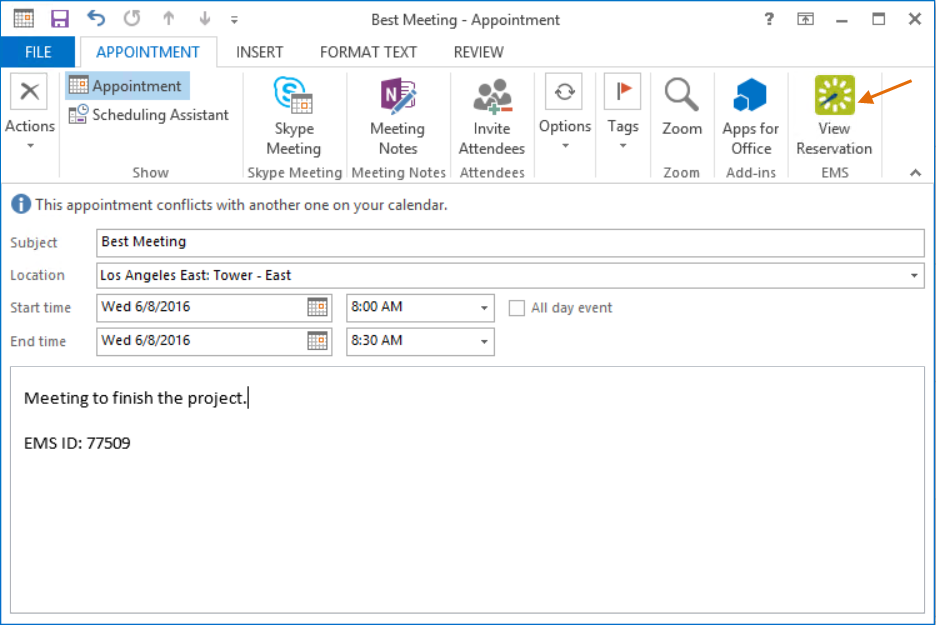 Best Meeting - Appointment
?
FILE APPOINTMENT INSERT FORMAT TEXT REVIEW
Actions
Appointment
Scheduling Assistant
Show
Skype
Meeting
Skype Meeting
Meeting
Notes
Meeting Notes
Invite
Attendees
Attendees
Options
Tags
Zoom
Zoom
Apps for
Office
Add-ins
View
Reservation
EMS
This appointment conflicts with another one on your calendar.
Subject Best Meeting
Location Los Angeles East: Tower - East
Start time Wed 6/8/2016 8:00 AM All day event
End time Wed 6/8/2016 8:30 AM
Meeting to finish the project.
EMS ID: 77509